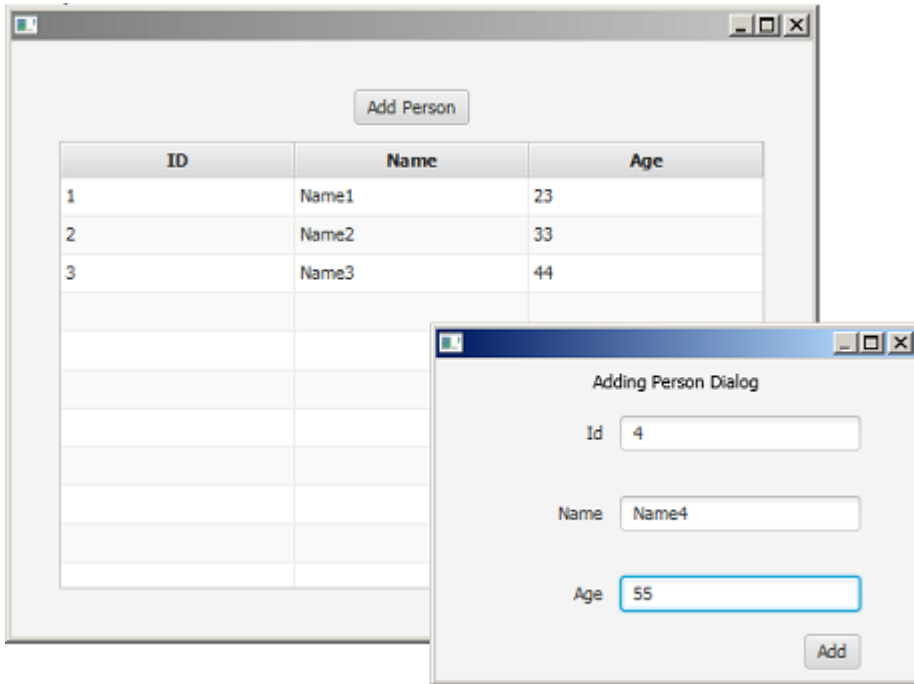 Add Person
ID Name Age
1 Name1 23
2 Name2 33
3 Name3 44
Adding Person Dialog
Id 4
Name Name4
Age 55
Add